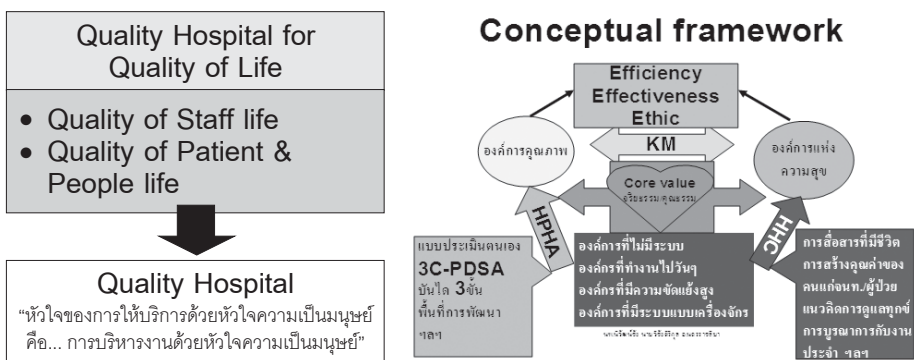 Quality Hospital for
Quality of Life
• Quality of Staff life
• Quality of Patient &
People life
Quality Hospital
“หัวใจของการให้บริการด้วยหัวใจความเป็นมนุษย์
คือ... การบริหารงานด้วยหัวใจความเป็นมนุษย์”
Conceptual framework
Efficiency
Effectiveness
Ethic
องค์การคุณภาพ
KM
องค์การแห่ง
ความสุข
Core value
จริยธรรม/คุณธรรม
HPHA
HHC
แบบประเมินตนเอง
3C-PDSA
บันได 3ขั้น
พื้นที่การพัฒนา
ฯลฯ
องค์การที่ไม่มีระบบ
องค์กรที่ทำงานไปวันๆ
องค์กรที่มีความขัดแย้งสูง
องค์การที่มีระบบแบบเครื่องจักร
การสื่อสารที่มีชีวิต
การสร้างคุณค่าของ
คนแก่จนท./ผู้ป่วย
แนวคิดการดูแลทุกข์
การบูรณาการกับงาน
ประจำ ฯลฯ